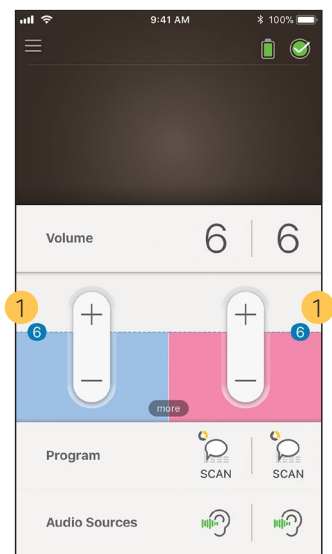 9:41 AM 100%
Volume 6 6
1 1
6 6
+ +
− −
more
Program SCAN SCAN
Audio Sources